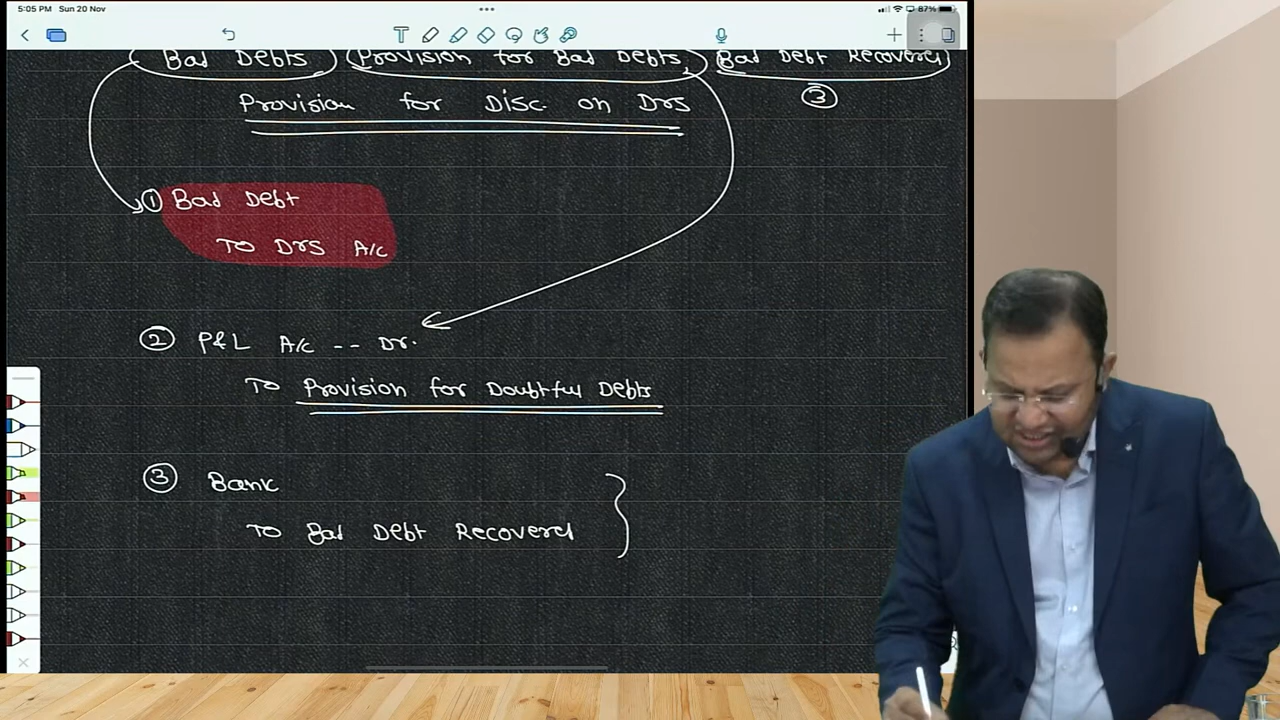 5:05 PM Sun 20 Nov
87%
Bad Debts Provision for Bad Debts, Bad Debt Recovered
Provision for Disc. on Drs
③
① Bad Debt
To Drs A/c
② P&L A/c -- Dr.
To Provision for Doubtful Debts
③ Bank
To Bad Debt Recovered